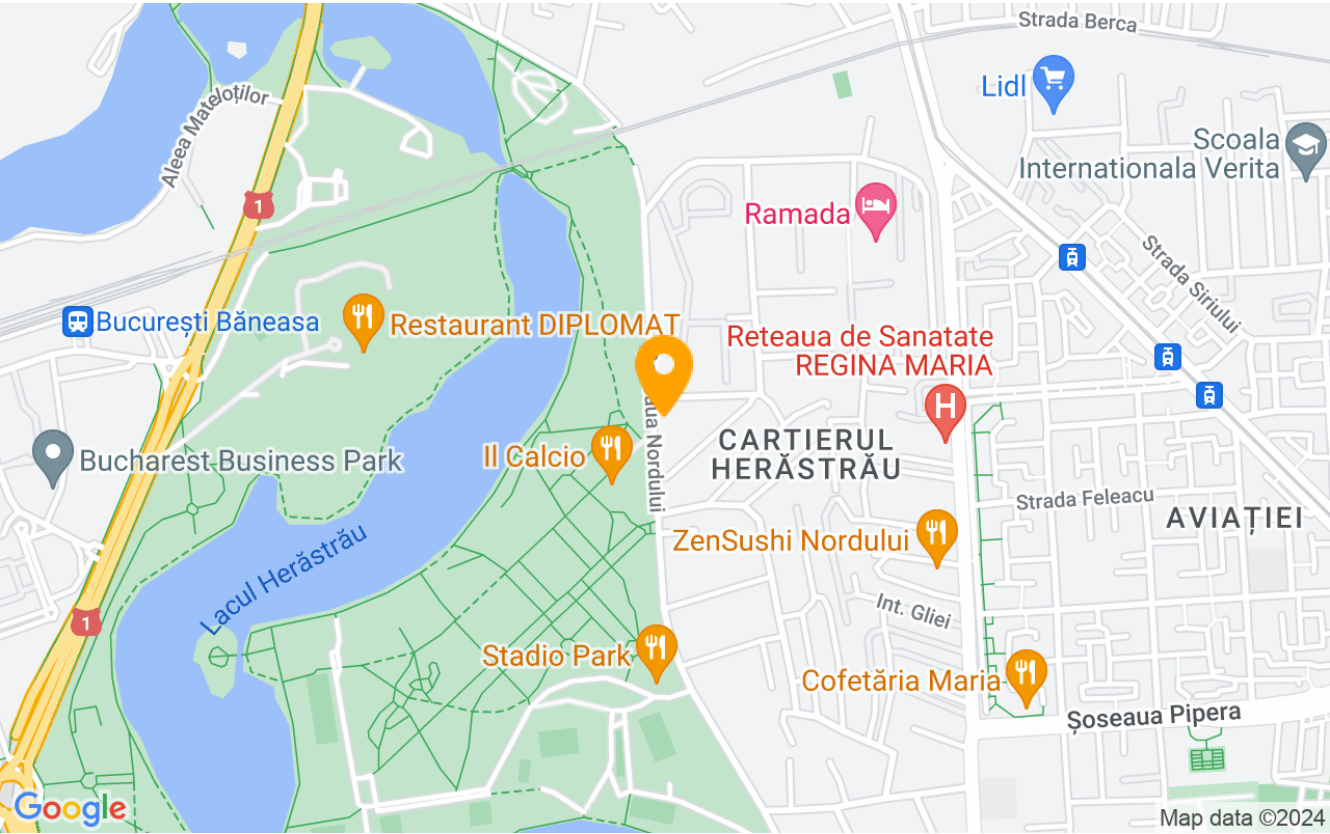 Strada Berca
Lidl
Aleea Mateloților
Scoala
Internationala Verita
1
Ramada
Strada Siriului
București Băneasa
Restaurant DIPLOMAT
Reteaua de Sanatate
REGINA MARIA
H
Nordului
CARTIERUL
HERĂSTRĂU
Il Calcio
Bucharest Business Park
Strada Feleacu
AVIAȚIEI
ZenSushi Nordului
Lacul Herăstrău
Int. Gliei
1
Stadio Park
Cofetăria Maria
Șoseaua Pipera
Google
Map data ©2024